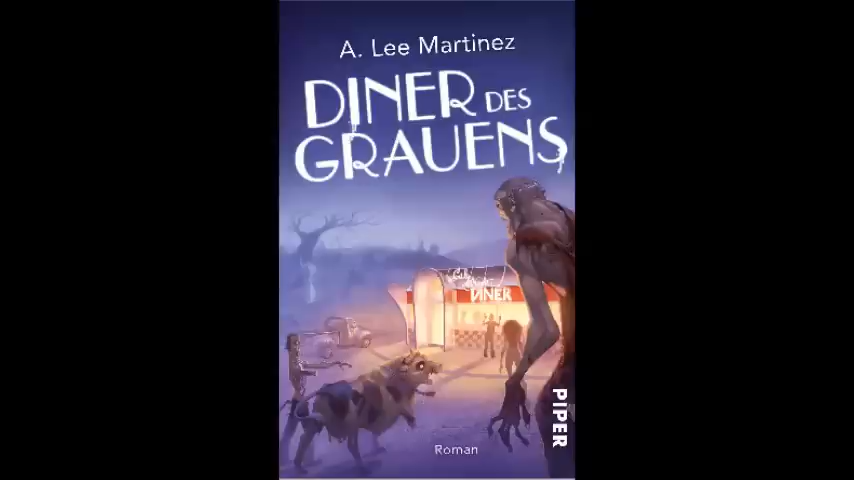 A. Lee Martinez
DINER DES
GRAUENS
DINER
PIPER
Roman